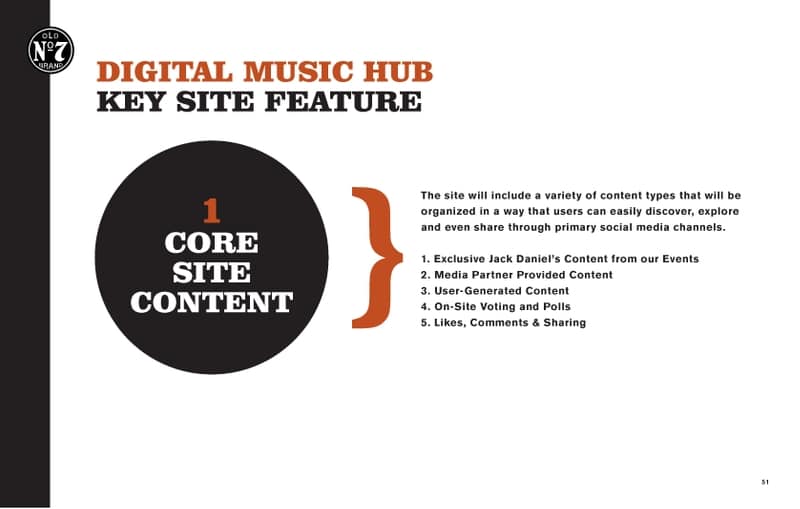 OLD
Nº7
BRAND
DIGITAL MUSIC HUB
KEY SITE FEATURE
1
CORE
SITE
CONTENT
}
The site will include a variety of content types that will be
organized in a way that users can easily discover, explore
and even share through primary social media channels.
1. Exclusive Jack Daniel's Content from our Events
2. Media Partner Provided Content
3. User-Generated Content
4. On-Site Voting and Polls
5. Likes, Comments & Sharing
51